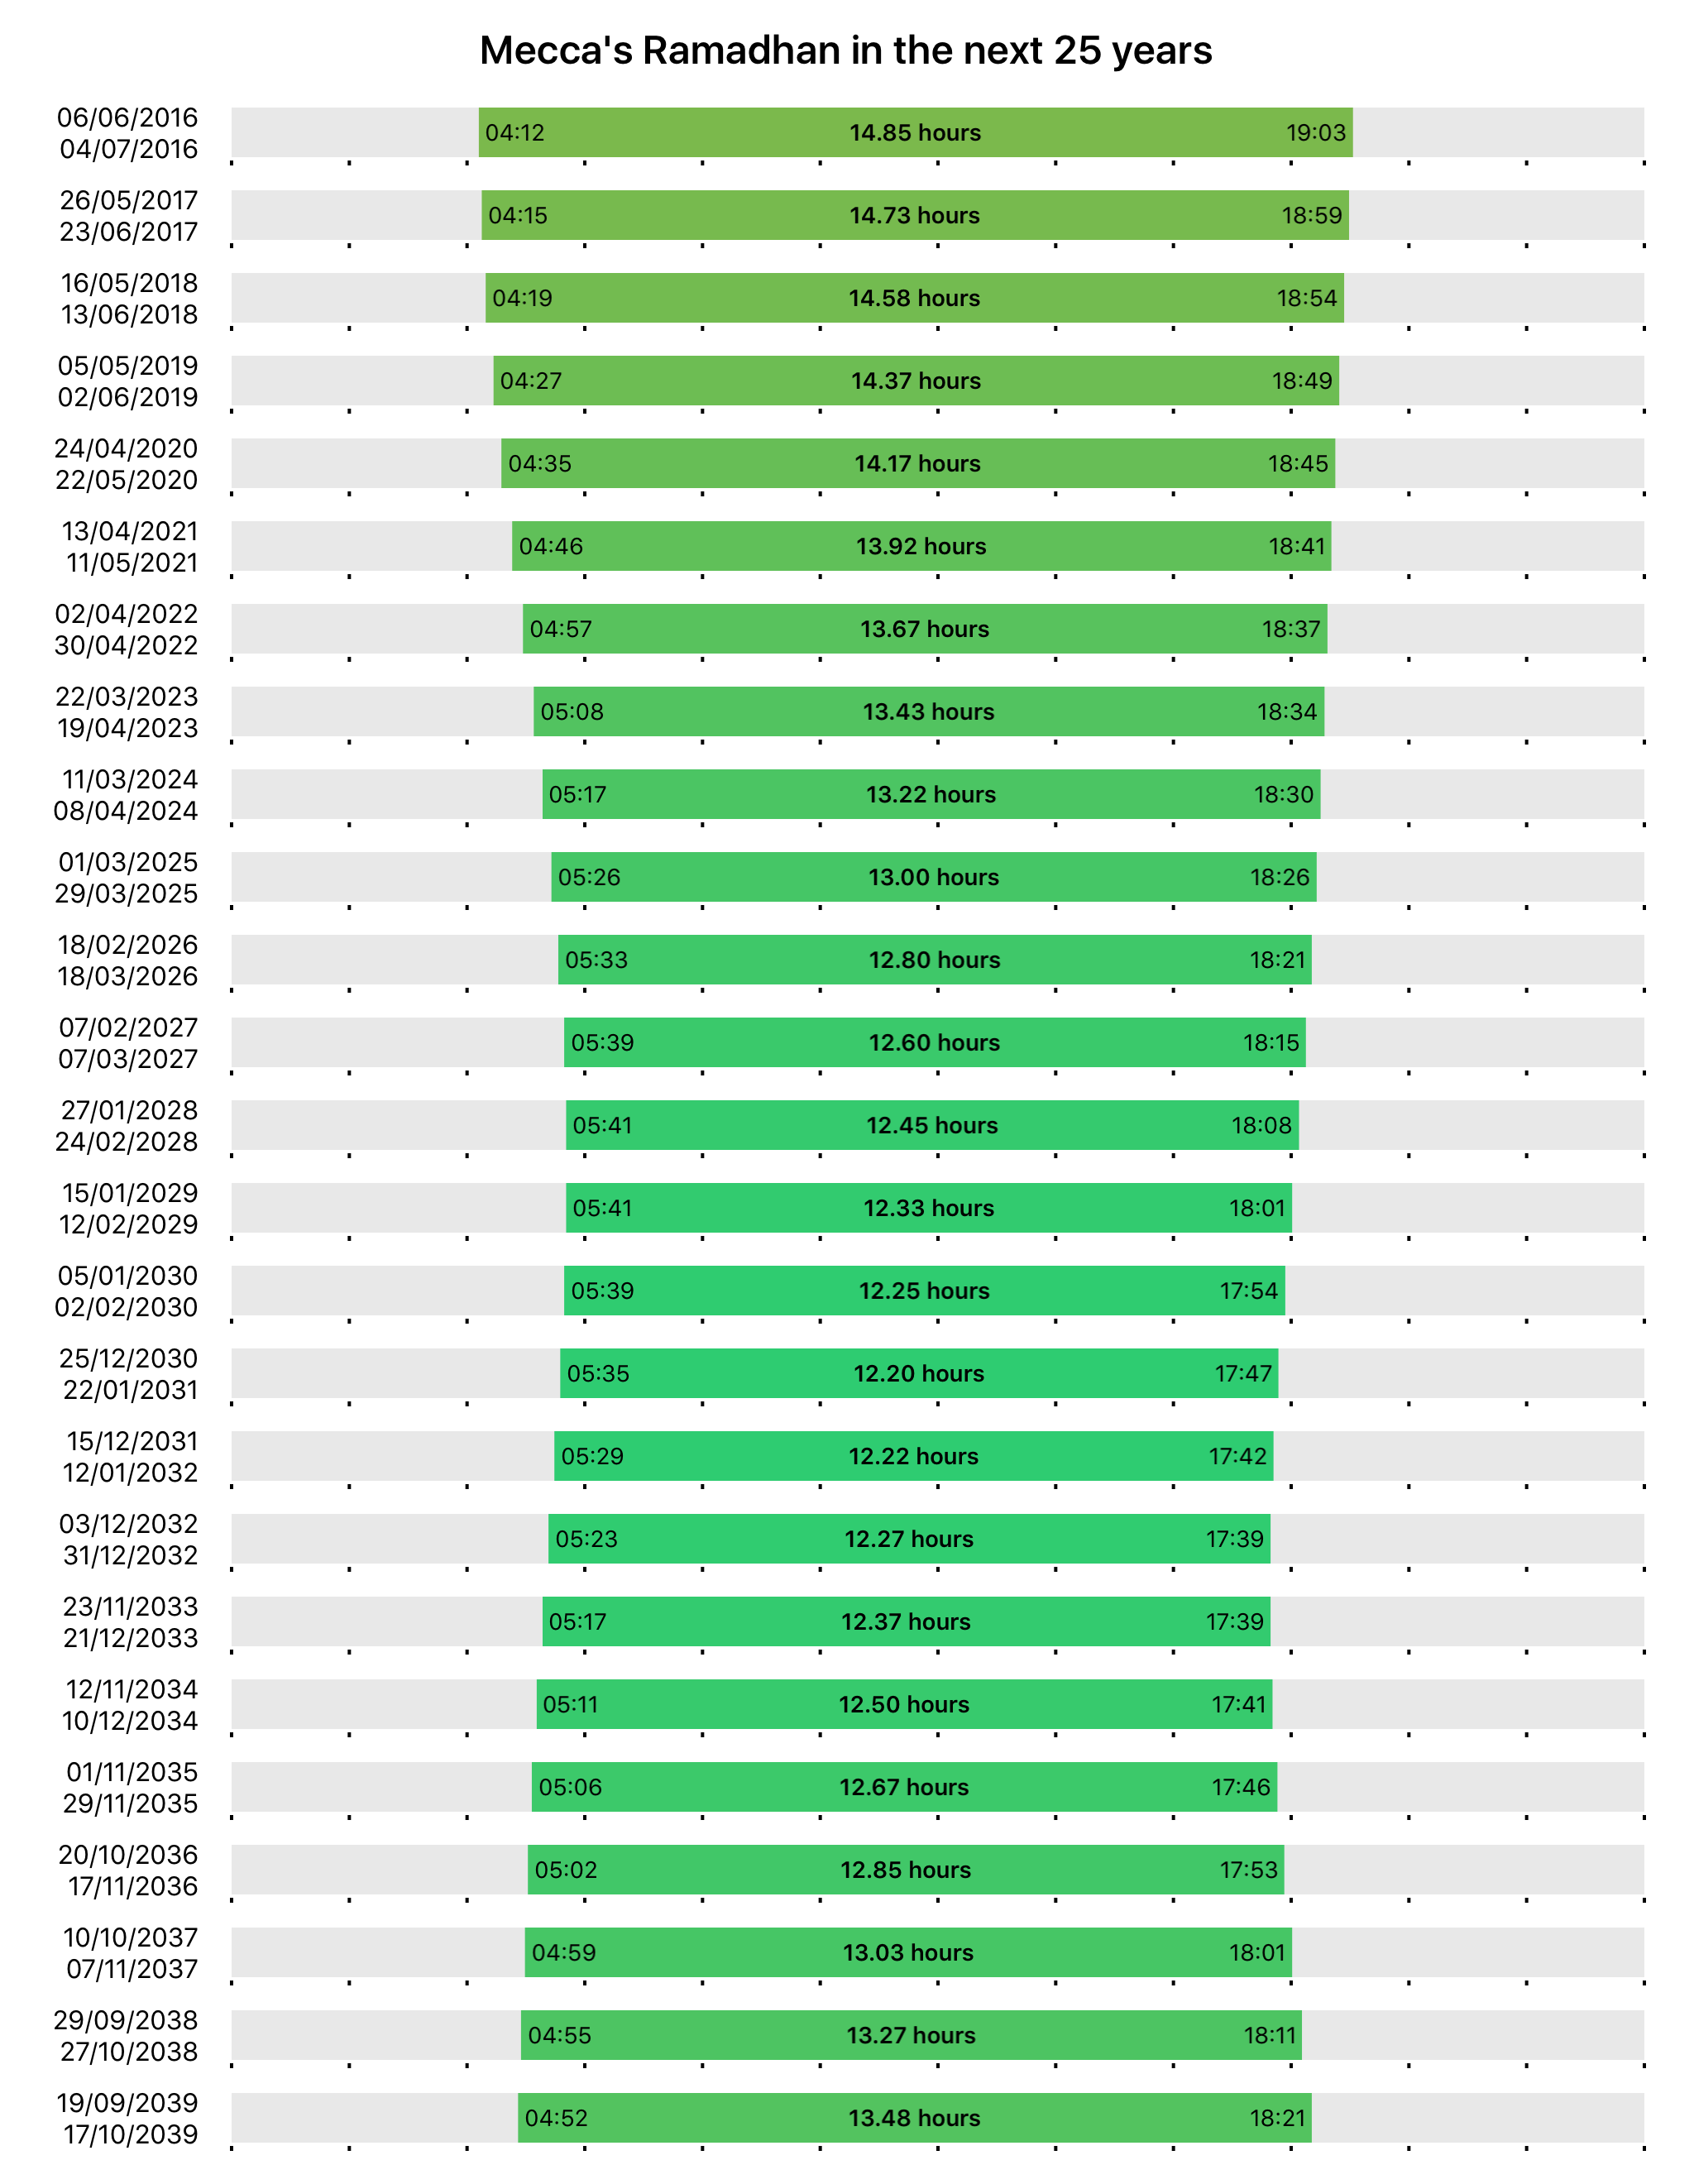 Mecca's Ramadhan in the next 25 years
06/06/2016
04/07/2016
04:12 14.85 hours 19:03
26/05/2017
23/06/2017
04:15 14.73 hours 18:59
16/05/2018
13/06/2018
04:19 14.58 hours 18:54
05/05/2019
02/06/2019
04:27 14.37 hours 18:49
24/04/2020
22/05/2020
04:35 14.17 hours 18:45
13/04/2021
11/05/2021
04:46 13.92 hours 18:41
02/04/2022
30/04/2022
04:57 13.67 hours 18:37
22/03/2023
19/04/2023
05:08 13.43 hours 18:34
11/03/2024
08/04/2024
05:17 13.22 hours 18:30
01/03/2025
29/03/2025
05:26 13.00 hours 18:26
18/02/2026
18/03/2026
05:33 12.80 hours 18:21
07/02/2027
07/03/2027
05:39 12.60 hours 18:15
27/01/2028
24/02/2028
05:41 12.45 hours 18:08
15/01/2029
12/02/2029
05:41 12.33 hours 18:01
05/01/2030
02/02/2030
05:39 12.25 hours 17:54
25/12/2030
22/01/2031
05:35 12.20 hours 17:47
15/12/2031
12/01/2032
05:29 12.22 hours 17:42
03/12/2032
31/12/2032
05:23 12.27 hours 17:39
23/11/2033
21/12/2033
05:17 12.37 hours 17:39
12/11/2034
10/12/2034
05:11 12.50 hours 17:41
01/11/2035
29/11/2035
05:06 12.67 hours 17:46
20/10/2036
17/11/2036
05:02 12.85 hours 17:53
10/10/2037
07/11/2037
04:59 13.03 hours 18:01
29/09/2038
27/10/2038
04:55 13.27 hours 18:11
19/09/2039
17/10/2039
04:52 13.48 hours 18:21